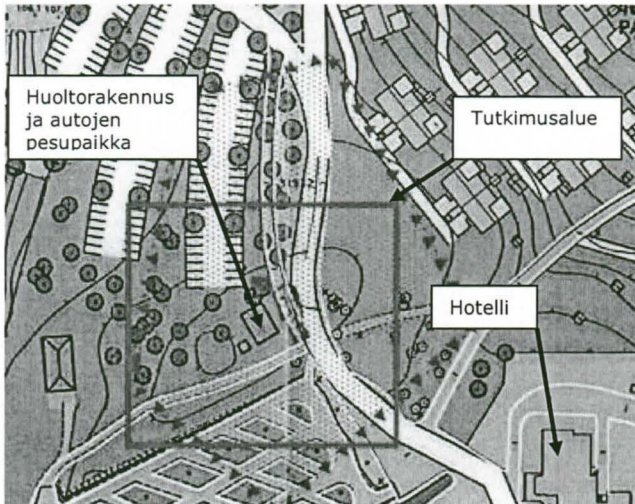 Huoltorakennus
ja autojen
pesupaikka
Tutkimusalue
Hotelli